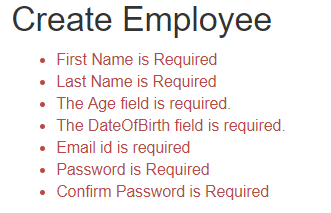 Create Employee
First Name is Required
Last Name is Required
The Age field is required.
The DateOfBirth field is required.
Email id is required
Password is Required
Confirm Password is Required